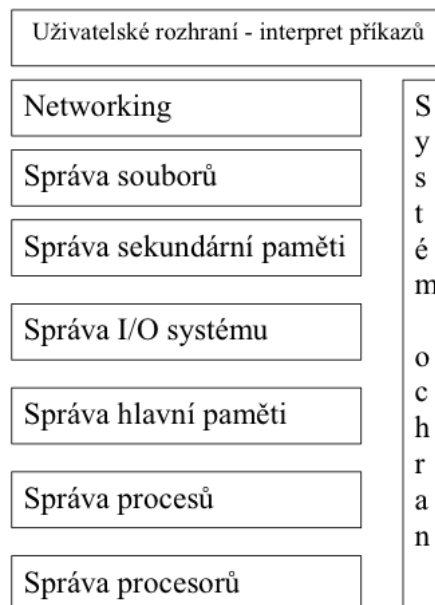 Uživatelské rozhraní - interpret příkazů
Networking
Správa souborů
Správa sekundární paměti
Správa I/O systému
Správa hlavní paměti
Správa procesů
Správa procesorů
S
y
s
t
é
m
o
c
h
r
a
n